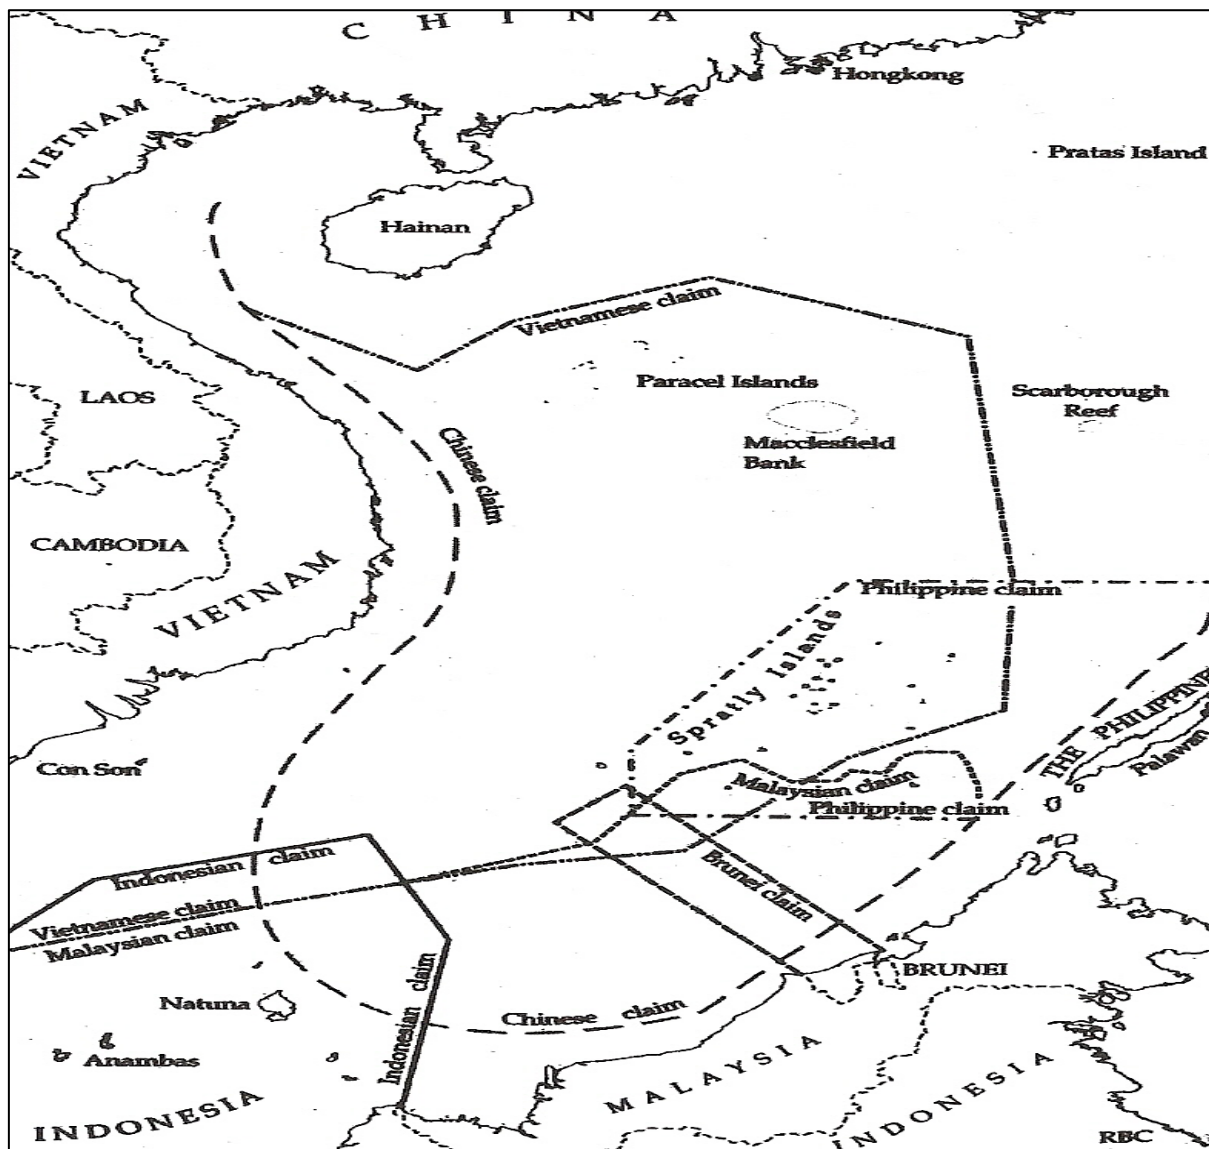 CHINA
Hongkong
VIETNAM
Pratas Island
Hainan
Vietnamese claim
Paracel Islands
LAOS
Scarborough
Reef
Macclesfield
Bank
Chinese claim
CAMBODIA
VIETNAM
Philippine claim
Spratly Islands
THE PHILIPPINE
Palawan
Con Son
Malaysian claim
Philippine claim
Indonesian claim
Brunei claim
Vietnamese claim
Malaysian claim
Indonesian claim
BRUNEI
Natuna
Chinese claim
Anambas
MALAYSIA
INDONESIA
INDONESIA
RBC